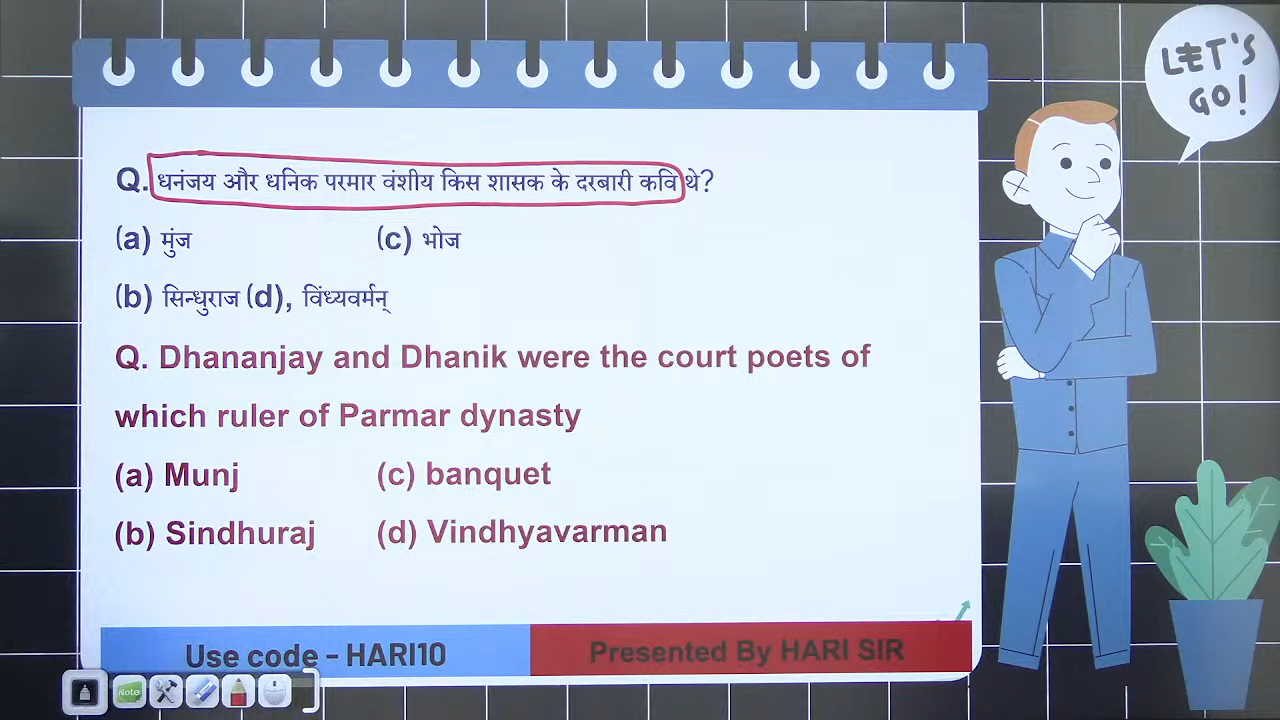 LET'S
GO!
Q. धनंजय और धनिक परमार वंशीय किस शासक के दरबारी कवि थे?
(a) मुंज (c) भोज
(b) सिन्धुराज (d), विंध्यवर्मन्
Q. Dhananjay and Dhanik were the court poets of
which ruler of Parmar dynasty
(a) Munj (c) banquet
(b) Sindhuraj (d) Vindhyavarman
Use code - HARI10 Presented By HARI SIR
Note